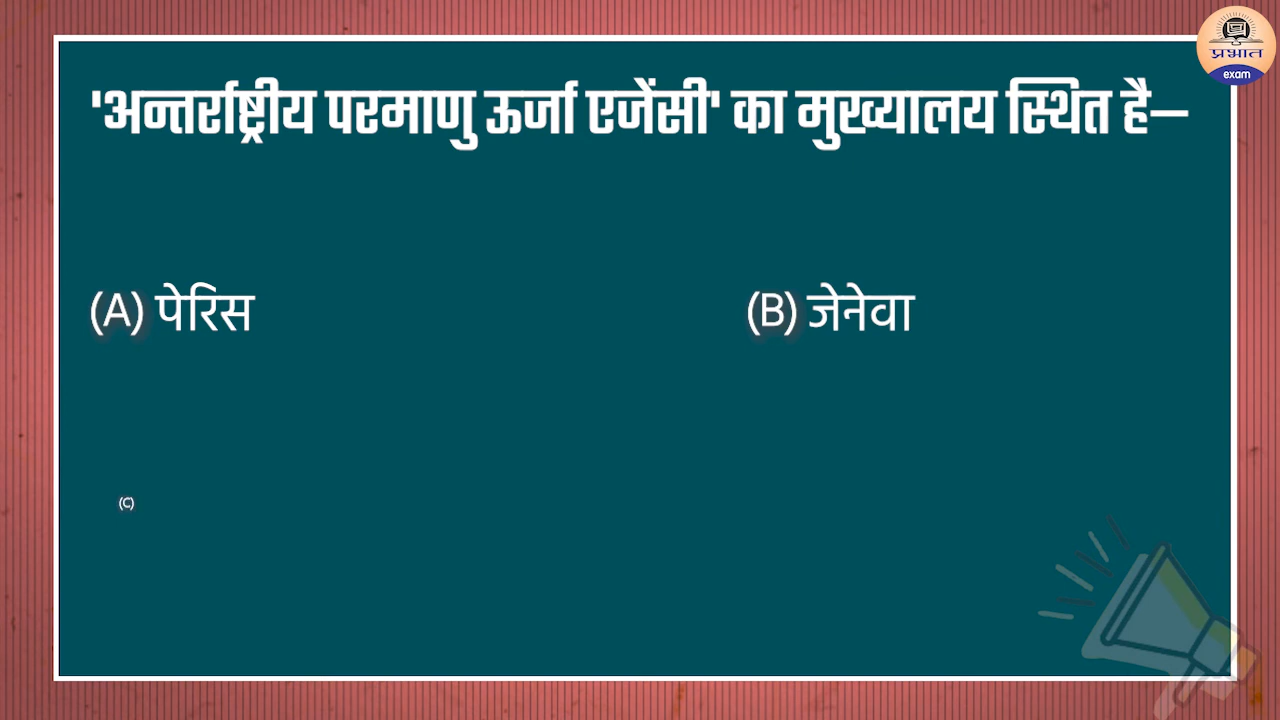 प्रभात
exam
'अन्तर्राष्ट्रीय परमाणु ऊर्जा एजेंसी' का मुख्यालय स्थित है—
(A) पेरिस
(B) जेनेवा
(C)